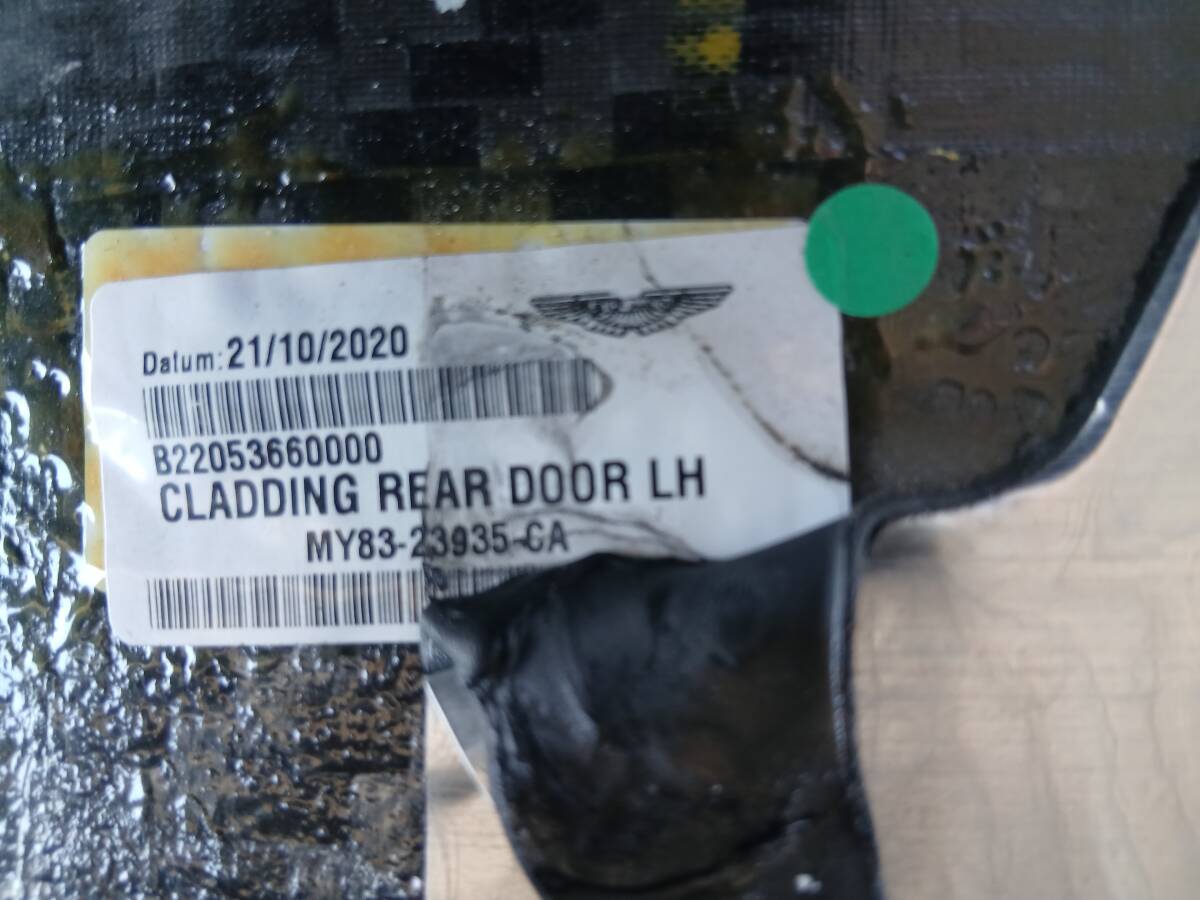 Datum: 21/10/2020
B22053660000
CLADDING REAR DOOR LH
MY83-23935-CA